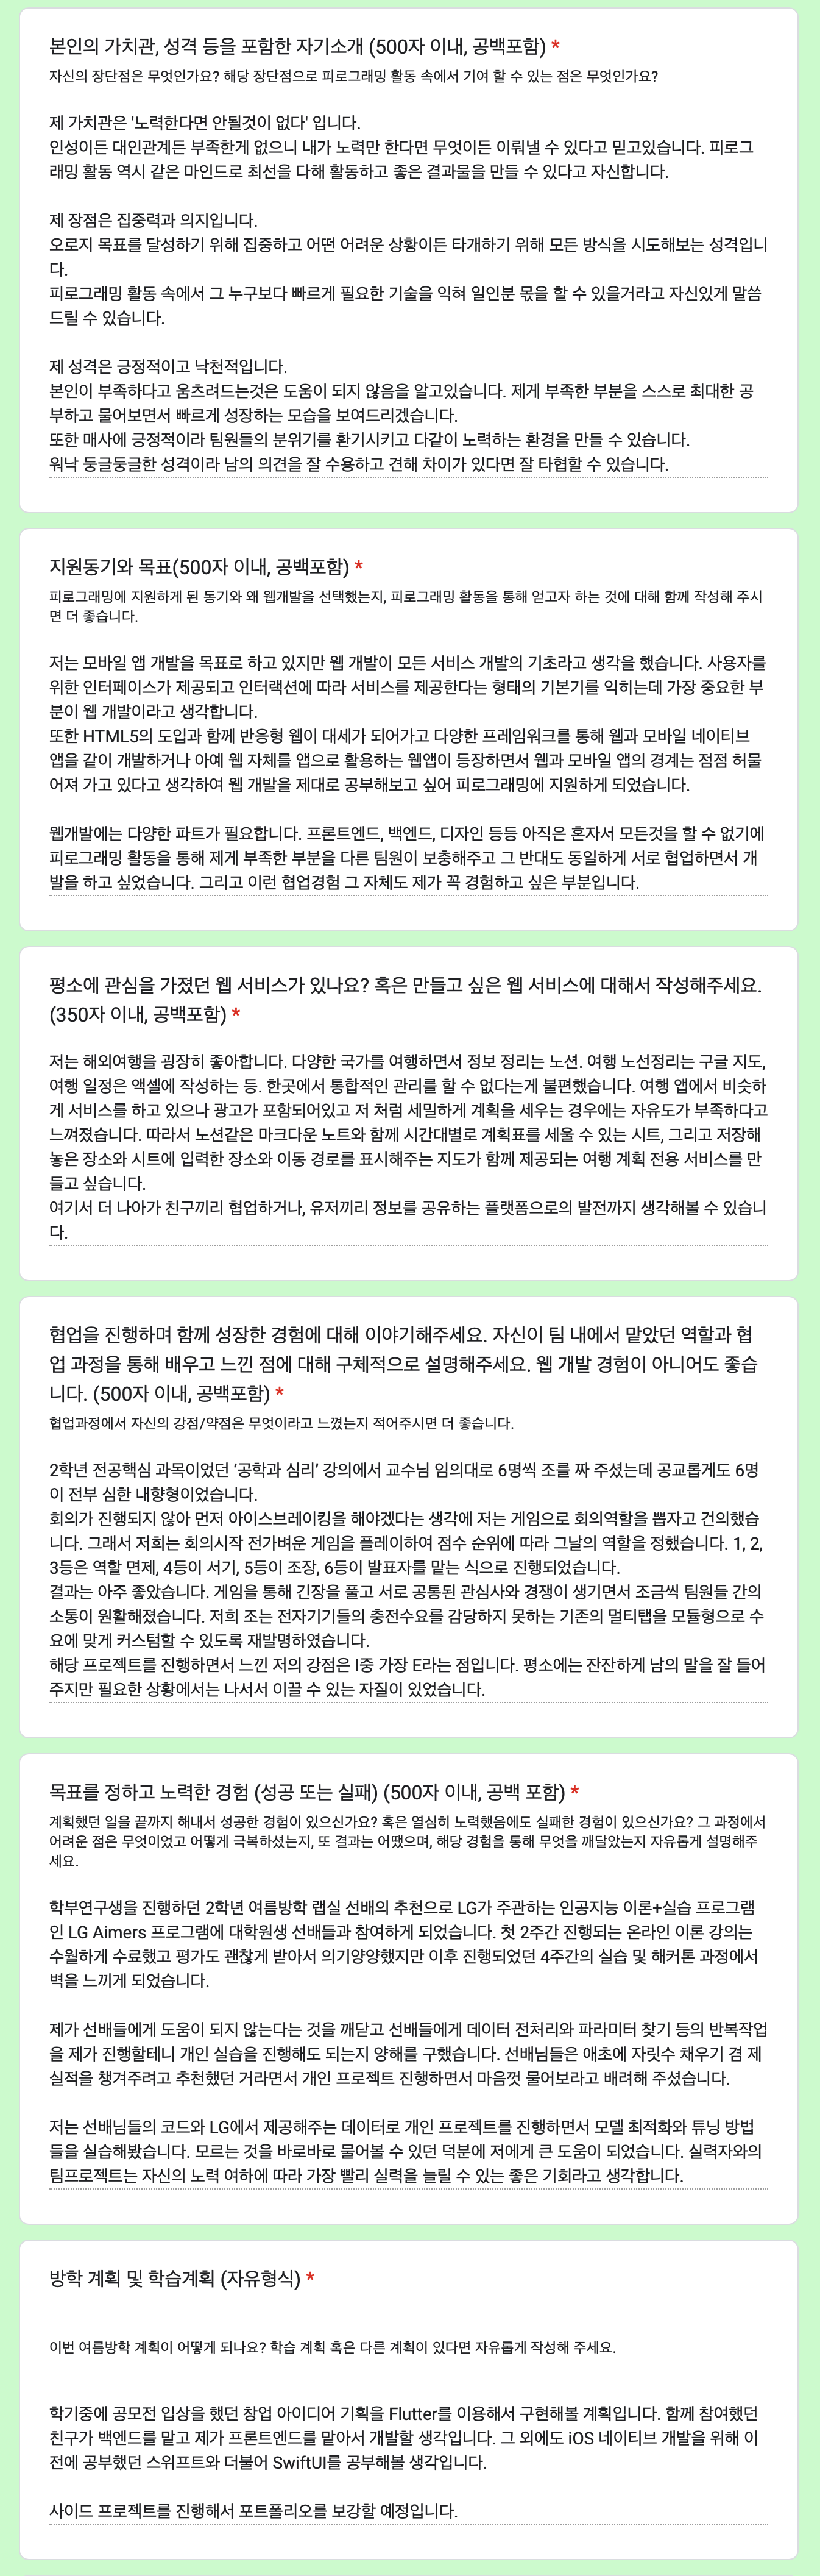 본인의 가치관, 성격 등을 포함한 자기소개 (500자 이내, 공백포함) *
자신의 장단점은 무엇인가요? 해당 장단점으로 피로그래밍 활동 속에서 기여 할 수 있는 점은 무엇인가요?
제 가치관은 '노력한다면 안될것이 없다' 입니다.
인성이든 대인관계든 부족한게 없으니 내가 노력만 한다면 무엇이든 이뤄낼 수 있다고 믿고있습니다. 피로그
래밍 활동 역시 같은 마인드로 최선을 다해 활동하고 좋은 결과물을 만들 수 있다고 자신합니다.
제 장점은 집중력과 의지입니다.
오로지 목표를 달성하기 위해 집중하고 어떤 어려운 상황이든 타개하기 위해 모든 방식을 시도해보는 성격입니
다.
피로그래밍 활동 속에서 그 누구보다 빠르게 필요한 기술을 익혀 일인분 몫을 할 수 있을거라고 자신있게 말씀
드릴 수 있습니다.
제 성격은 긍정적이고 낙천적입니다.
본인이 부족하다고 움츠려드는것은 도움이 되지 않음을 알고있습니다. 제게 부족한 부분을 스스로 최대한 공
부하고 물어보면서 빠르게 성장하는 모습을 보여드리겠습니다.
또한 매사에 긍정적이라 팀원들의 분위기를 환기시키고 다같이 노력하는 환경을 만들 수 있습니다.
워낙 둥글둥글한 성격이라 남의 의견을 잘 수용하고 견해 차이가 있다면 잘 타협할 수 있습니다.
지원동기와 목표(500자 이내, 공백포함) *
피로그래밍에 지원하게 된 동기와 왜 웹개발을 선택했는지, 피로그래밍 활동을 통해 얻고자 하는 것에 대해 함께 작성해 주시
면 더 좋습니다.
저는 모바일 앱 개발을 목표로 하고 있지만 웹 개발이 모든 서비스 개발의 기초라고 생각을 했습니다. 사용자를
위한 인터페이스가 제공되고 인터랙션에 따라 서비스를 제공한다는 형태의 기본기를 익히는데 가장 중요한 부
분이 웹 개발이라고 생각합니다.
또한 HTML5의 도입과 함께 반응형 웹이 대세가 되어가고 다양한 프레임워크를 통해 웹과 모바일 네이티브
앱을 같이 개발하거나 아예 웹 자체를 앱으로 활용하는 웹앱이 등장하면서 웹과 모바일 앱의 경계는 점점 허물
어져 가고 있다고 생각하여 웹 개발을 제대로 공부해보고 싶어 피로그래밍에 지원하게 되었습니다.
웹개발에는 다양한 파트가 필요합니다. 프론트엔드, 백엔드, 디자인 등등 아직은 혼자서 모든것을 할 수 없기에
피로그래밍 활동을 통해 제게 부족한 부분을 다른 팀원이 보충해주고 그 반대도 동일하게 서로 협업하면서 개
발을 하고 싶었습니다. 그리고 이런 협업경험 그 자체도 제가 꼭 경험하고 싶은 부분입니다.
평소에 관심을 가졌던 웹 서비스가 있나요? 혹은 만들고 싶은 웹 서비스에 대해서 작성해주세요.
(350자 이내, 공백포함) *
저는 해외여행을 굉장히 좋아합니다. 다양한 국가를 여행하면서 정보 정리는 노션. 여행 노선정리는 구글 지도,
여행 일정은 액셀에 작성하는 등. 한곳에서 통합적인 관리를 할 수 없다는게 불편했습니다. 여행 앱에서 비슷하
게 서비스를 하고 있으나 광고가 포함되어있고 저 처럼 세밀하게 계획을 세우는 경우에는 자유도가 부족하다고
느껴졌습니다. 따라서 노션같은 마크다운 노트와 함께 시간대별로 계획표를 세울 수 있는 시트, 그리고 저장해
놓은 장소와 시트에 입력한 장소와 이동 경로를 표시해주는 지도가 함께 제공되는 여행 계획 전용 서비스를 만
들고 싶습니다.
여기서 더 나아가 친구끼리 협업하거나, 유저끼리 정보를 공유하는 플랫폼으로의 발전까지 생각해볼 수 있습니
다.
협업을 진행하며 함께 성장한 경험에 대해 이야기해주세요. 자신이 팀 내에서 맡았던 역할과 협
업 과정을 통해 배우고 느낀 점에 대해 구체적으로 설명해주세요. 웹 개발 경험이 아니어도 좋습
니다. (500자 이내, 공백포함) *
협업과정에서 자신의 강점/약점은 무엇이라고 느꼈는지 적어주시면 더 좋습니다.
2학년 전공핵심 과목이었던 ‘공학과 심리’ 강의에서 교수님 임의대로 6명씩 조를 짜 주셨는데 공교롭게도 6명
이 전부 심한 내향형이었습니다.
회의가 진행되지 않아 먼저 아이스브레이킹을 해야겠다는 생각에 저는 게임으로 회의역할을 뽑자고 건의했습
니다. 그래서 저희는 회의시작 전가벼운 게임을 플레이하여 점수 순위에 따라 그날의 역할을 정했습니다. 1, 2,
3등은 역할 면제, 4등이 서기, 5등이 조장, 6등이 발표자를 맡는 식으로 진행되었습니다.
결과는 아주 좋았습니다. 게임을 통해 긴장을 풀고 서로 공통된 관심사와 경쟁이 생기면서 조금씩 팀원들 간의
소통이 원활해졌습니다. 저희 조는 전자기기들의 충전수요를 감당하지 못하는 기존의 멀티탭을 모듈형으로 수
요에 맞게 커스텀할 수 있도록 재발명하였습니다.
해당 프로젝트를 진행하면서 느낀 저의 강점은 I중 가장 E라는 점입니다. 평소에는 잔잔하게 남의 말을 잘 들어
주지만 필요한 상황에서는 나서서 이끌 수 있는 자질이 있었습니다.
목표를 정하고 노력한 경험 (성공 또는 실패) (500자 이내, 공백 포함) *
계획했던 일을 끝까지 해내서 성공한 경험이 있으신가요? 혹은 열심히 노력했음에도 실패한 경험이 있으신가요? 그 과정에서
어려운 점은 무엇이었고 어떻게 극복하셨는지, 또 결과는 어땠으며, 해당 경험을 통해 무엇을 깨달았는지 자유롭게 설명해주
세요.
학부연구생을 진행하던 2학년 여름방학 랩실 선배의 추천으로 LG가 주관하는 인공지능 이론+실습 프로그램
인 LG Aimers 프로그램에 대학원생 선배들과 참여하게 되었습니다. 첫 2주간 진행되는 온라인 이론 강의는
수월하게 수료했고 평가도 괜찮게 받아서 의기양양했지만 이후 진행되었던 4주간의 실습 및 해커톤 과정에서
벽을 느끼게 되었습니다.
제가 선배들에게 도움이 되지 않는다는 것을 깨닫고 선배들에게 데이터 전처리와 파라미터 찾기 등의 반복작업
을 제가 진행할테니 개인 실습을 진행해도 되는지 양해를 구했습니다. 선배님들은 애초에 자릿수 채우기 겸 제
실적을 챙겨주려고 추천했던 거라면서 개인 프로젝트 진행하면서 마음껏 물어보라고 배려해 주셨습니다.
저는 선배님들의 코드와 LG에서 제공해주는 데이터로 개인 프로젝트를 진행하면서 모델 최적화와 튜닝 방법
들을 실습해봤습니다. 모르는 것을 바로바로 물어볼 수 있던 덕분에 저에게 큰 도움이 되었습니다. 실력자와의
팀프로젝트는 자신의 노력 여하에 따라 가장 빨리 실력을 늘릴 수 있는 좋은 기회라고 생각합니다.
방학 계획 및 학습계획 (자유형식) *
이번 여름방학 계획이 어떻게 되나요? 학습 계획 혹은 다른 계획이 있다면 자유롭게 작성해 주세요.
학기중에 공모전 입상을 했던 창업 아이디어 기획을 Flutter를 이용해서 구현해볼 계획입니다. 함께 참여했던
친구가 백엔드를 맡고 제가 프론트엔드를 맡아서 개발할 생각입니다. 그 외에도 iOS 네이티브 개발을 위해 이
전에 공부했던 스위프트와 더불어 SwiftUI를 공부해볼 생각입니다.
사이드 프로젝트를 진행해서 포트폴리오를 보강할 예정입니다.